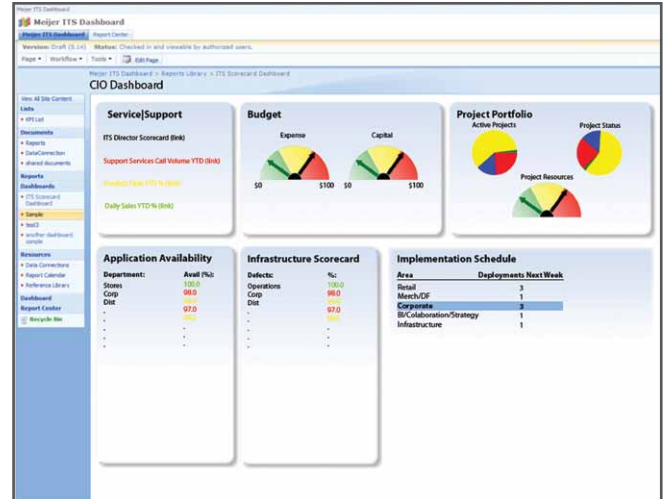 Meijer ITS Dashboard
Meijer ITS Dashboard
Meijer ITS Dashboard Report Center
Version: Draft (5.14) Status: Checked in and viewable by authorized users.
Page Workflow Tools Edit Page
Meijer ITS Dashboard > Reports Library > ITS Scorecard Dashboard
CIO Dashboard
View All Site Content
Lists
KPI List
Documents
Reports
DataConnection
shared documents
Reports
Dashboards
ITS Scorecard
Dashboard
Sample
test3
another dashboard
sample
Resources
Data Connections
Report Calendar
Reference Library
Dashboard
Report Center
Recycle Bin
Service|Support
ITS Director Scorecard (link)
Support Services Call Volume YTD (link)
YTD % (link)
Daily Sales YTD % (link)
Budget
Expense Capital
$0 $100 $0 $100
Project Portfolio
Active Projects Project Status
Project Resources
Application Availability
Department: Avail (%):
Stores 100.0
Corp 98.0
Dist
. 97.0
.
. .
. .
. .
Infrastructure Scorecard
Defects: %:
Operations 100.0
Corp 98.0
Dist
. 97.0
.
. .
. .
. .
Implementation Schedule
Area Deployments Next Week
Retail 3
Merch/DF 1
Corporate 3
BI/Colaboration/Strategy 1
Infrastructure 1